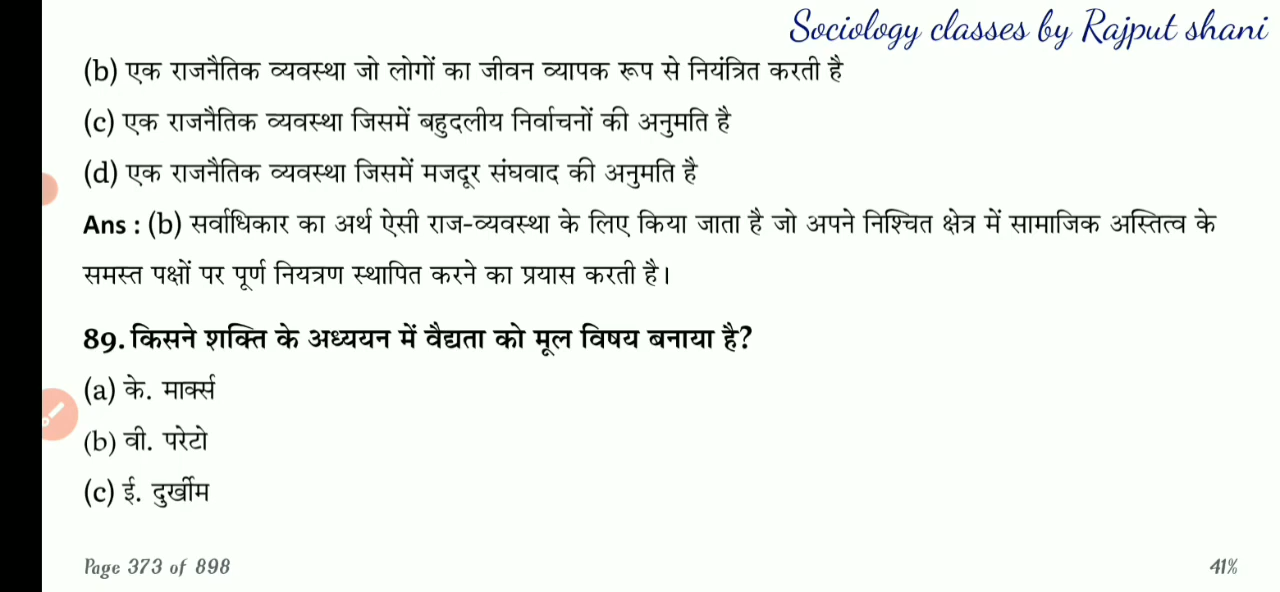 Sociology classes by Rajput shani
(b) एक राजनैतिक व्यवस्था जो लोगों का जीवन व्यापक रूप से नियंत्रित करती है
(c) एक राजनैतिक व्यवस्था जिसमें बहुदलीय निर्वाचनों की अनुमति है
(d) एक राजनैतिक व्यवस्था जिसमें मजदूर संघवाद की अनुमति है
Ans : (b) सर्वाधिकार का अर्थ ऐसी राज-व्यवस्था के लिए किया जाता है जो अपने निश्चित क्षेत्र में सामाजिक अस्तित्व के
समस्त पक्षों पर पूर्ण नियत्रण स्थापित करने का प्रयास करती है।
89. किसने शक्ति के अध्ययन में वैद्यता को मूल विषय बनाया है?
(a) के. मार्क्स
(b) वी. परेटो
(c) ई. दुर्खीम
Page 373 of 898
41%